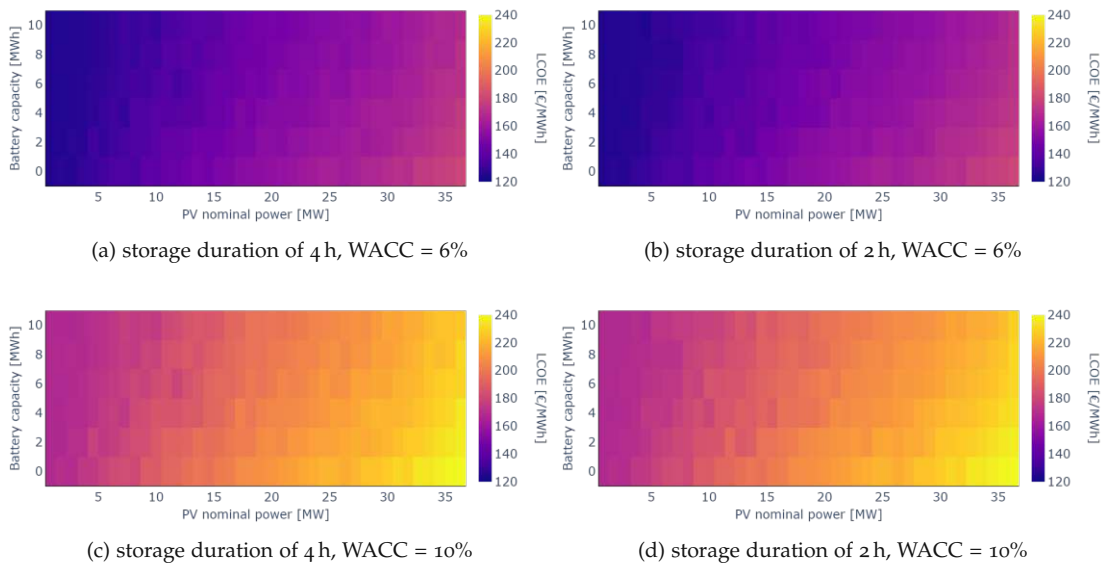 10
8
6
4
2
0
Battery capacity [MWh]
5 10 15 20 25 30 35
PV nominal power [MW]
240
220
200
180
160
140
120
LCOE [€/MWh]
(a) storage duration of 4 h, WACC = 6%
10
8
6
4
2
0
Battery capacity [MWh]
5 10 15 20 25 30 35
PV nominal power [MW]
240
220
200
180
160
140
120
LCOE [€/MWh]
(b) storage duration of 2 h, WACC = 6%
10
8
6
4
2
0
Battery capacity [MWh]
5 10 15 20 25 30 35
PV nominal power [MW]
240
220
200
180
160
140
120
LCOE [€/MWh]
(c) storage duration of 4 h, WACC = 10%
10
8
6
4
2
0
Battery capacity [MWh]
5 10 15 20 25 30 35
PV nominal power [MW]
240
220
200
180
160
140
120
LCOE [€/MWh]
(d) storage duration of 2 h, WACC = 10%